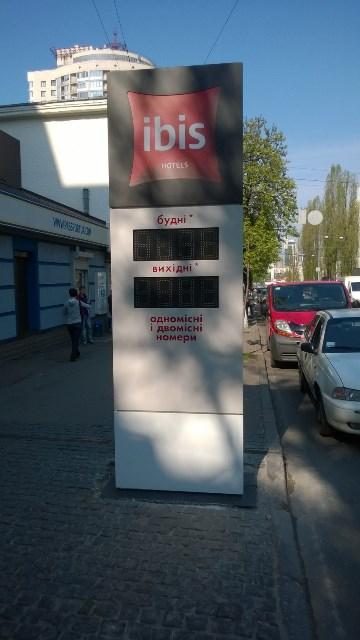 ibis
HOTELS
будні *
вихідні *
одномісні
і двомісні
номери